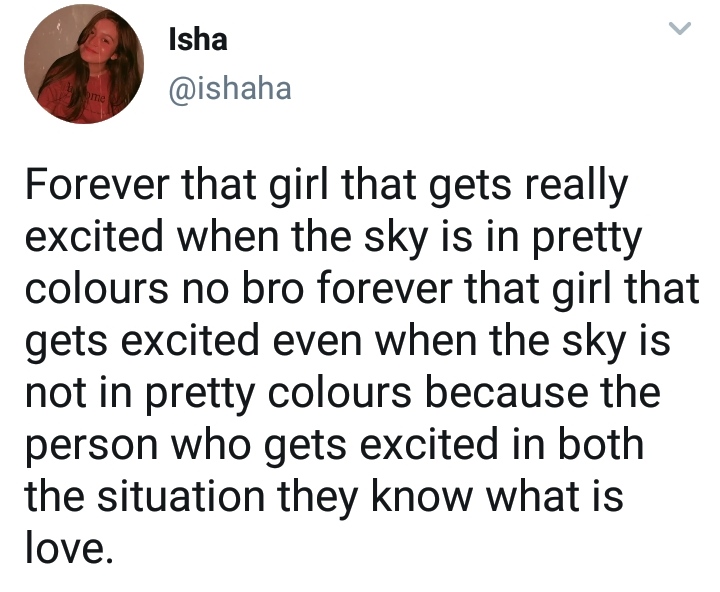 Isha
@ishaha
Forever that girl that gets really
excited when the sky is in pretty
colours no bro forever that girl that
gets excited even when the sky is
not in pretty colours because the
person who gets excited in both
the situation they know what is
love.